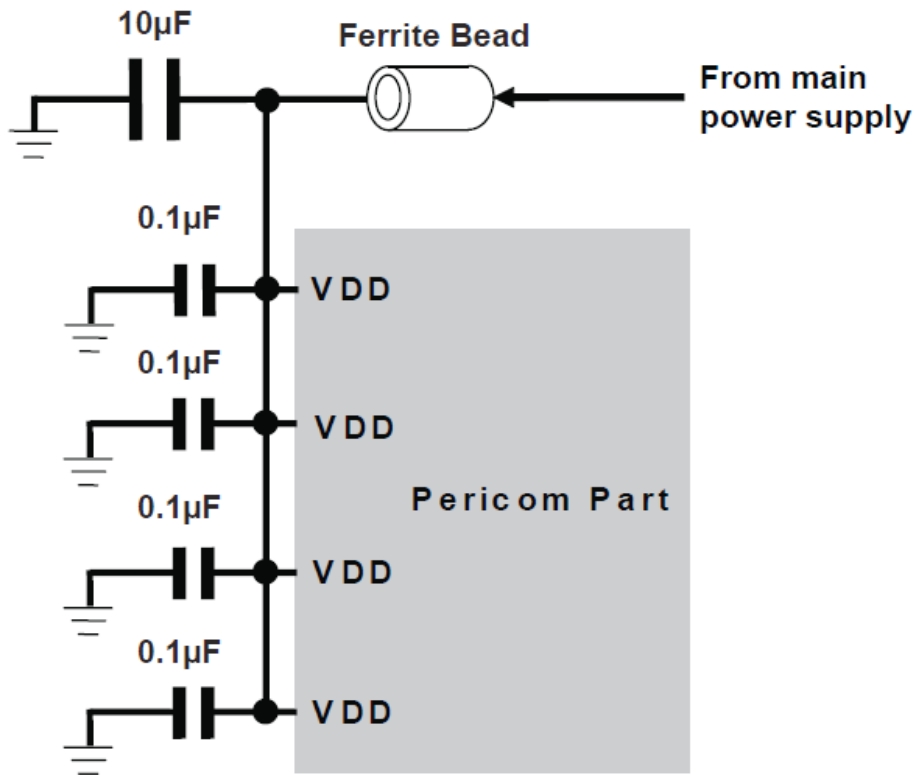 10µF
Ferrite Bead
From main
power supply
0.1µF
VDD
0.1µF
VDD
Pericom Part
0.1µF
VDD
0.1µF
VDD